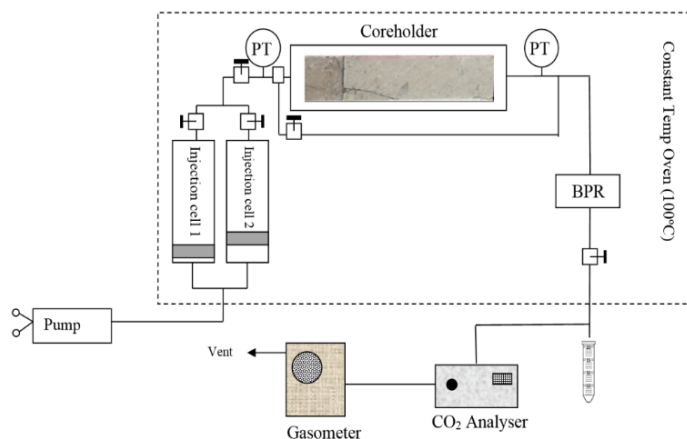 Coreholder
PT
PT
Constant Temp Oven (100°C)
Injection cell 1
Injection cell 2
BPR
Pump
Vent
CO₂ Analyser
Gasometer